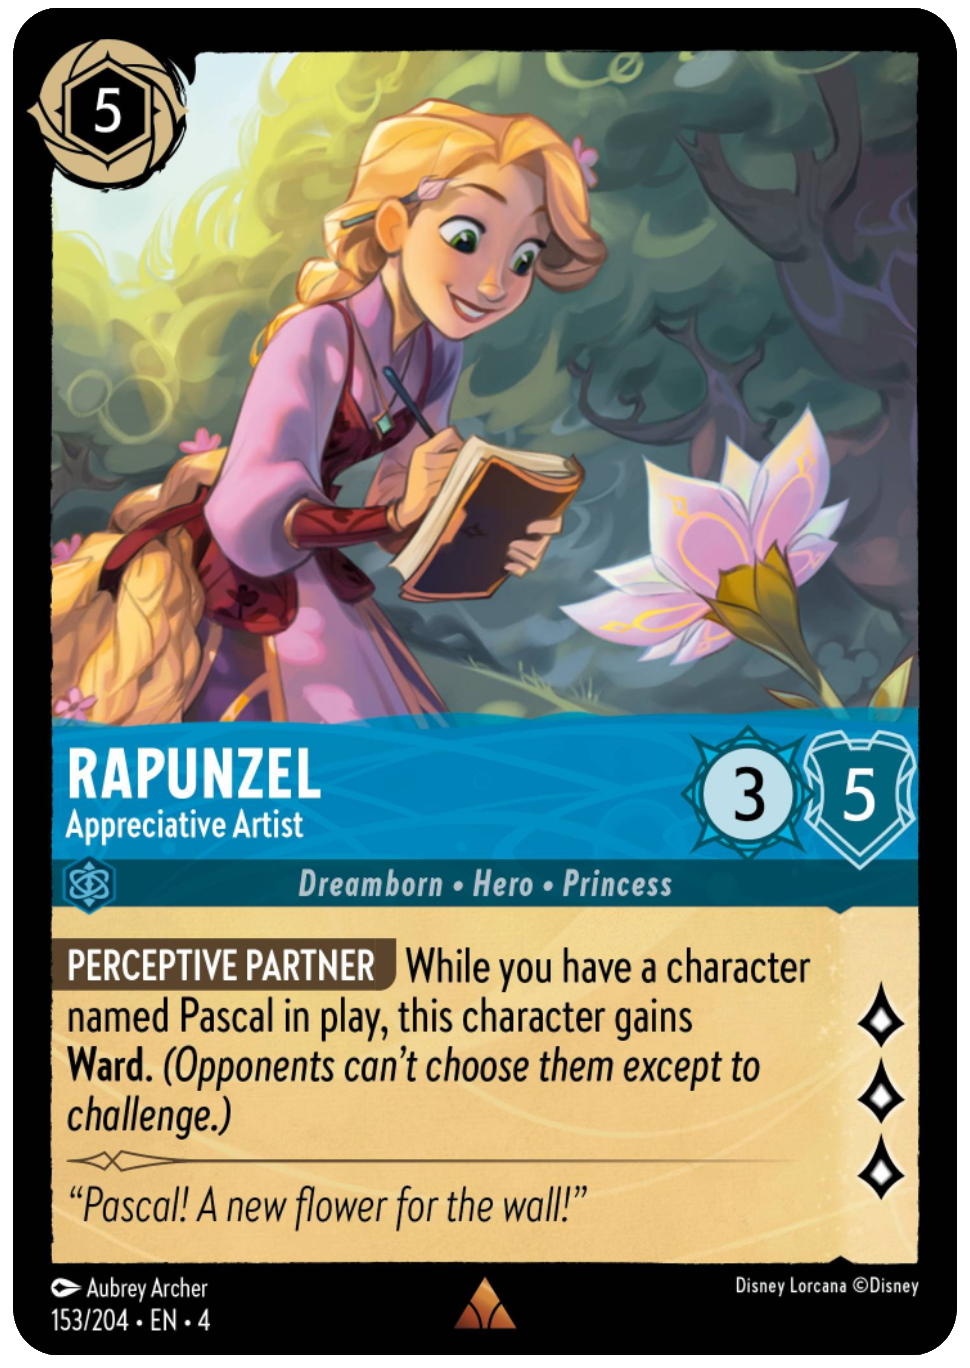 5
RAPUNZEL
Appreciative Artist
3
5
Dreamborn • Hero • Princess
PERCEPTIVE PARTNER While you have a character
named Pascal in play, this character gains
Ward. (Opponents can’t choose them except to
challenge.)
“Pascal! A new flower for the wall!”
Aubrey Archer
153/204 • EN • 4
Disney Lorcana ©Disney